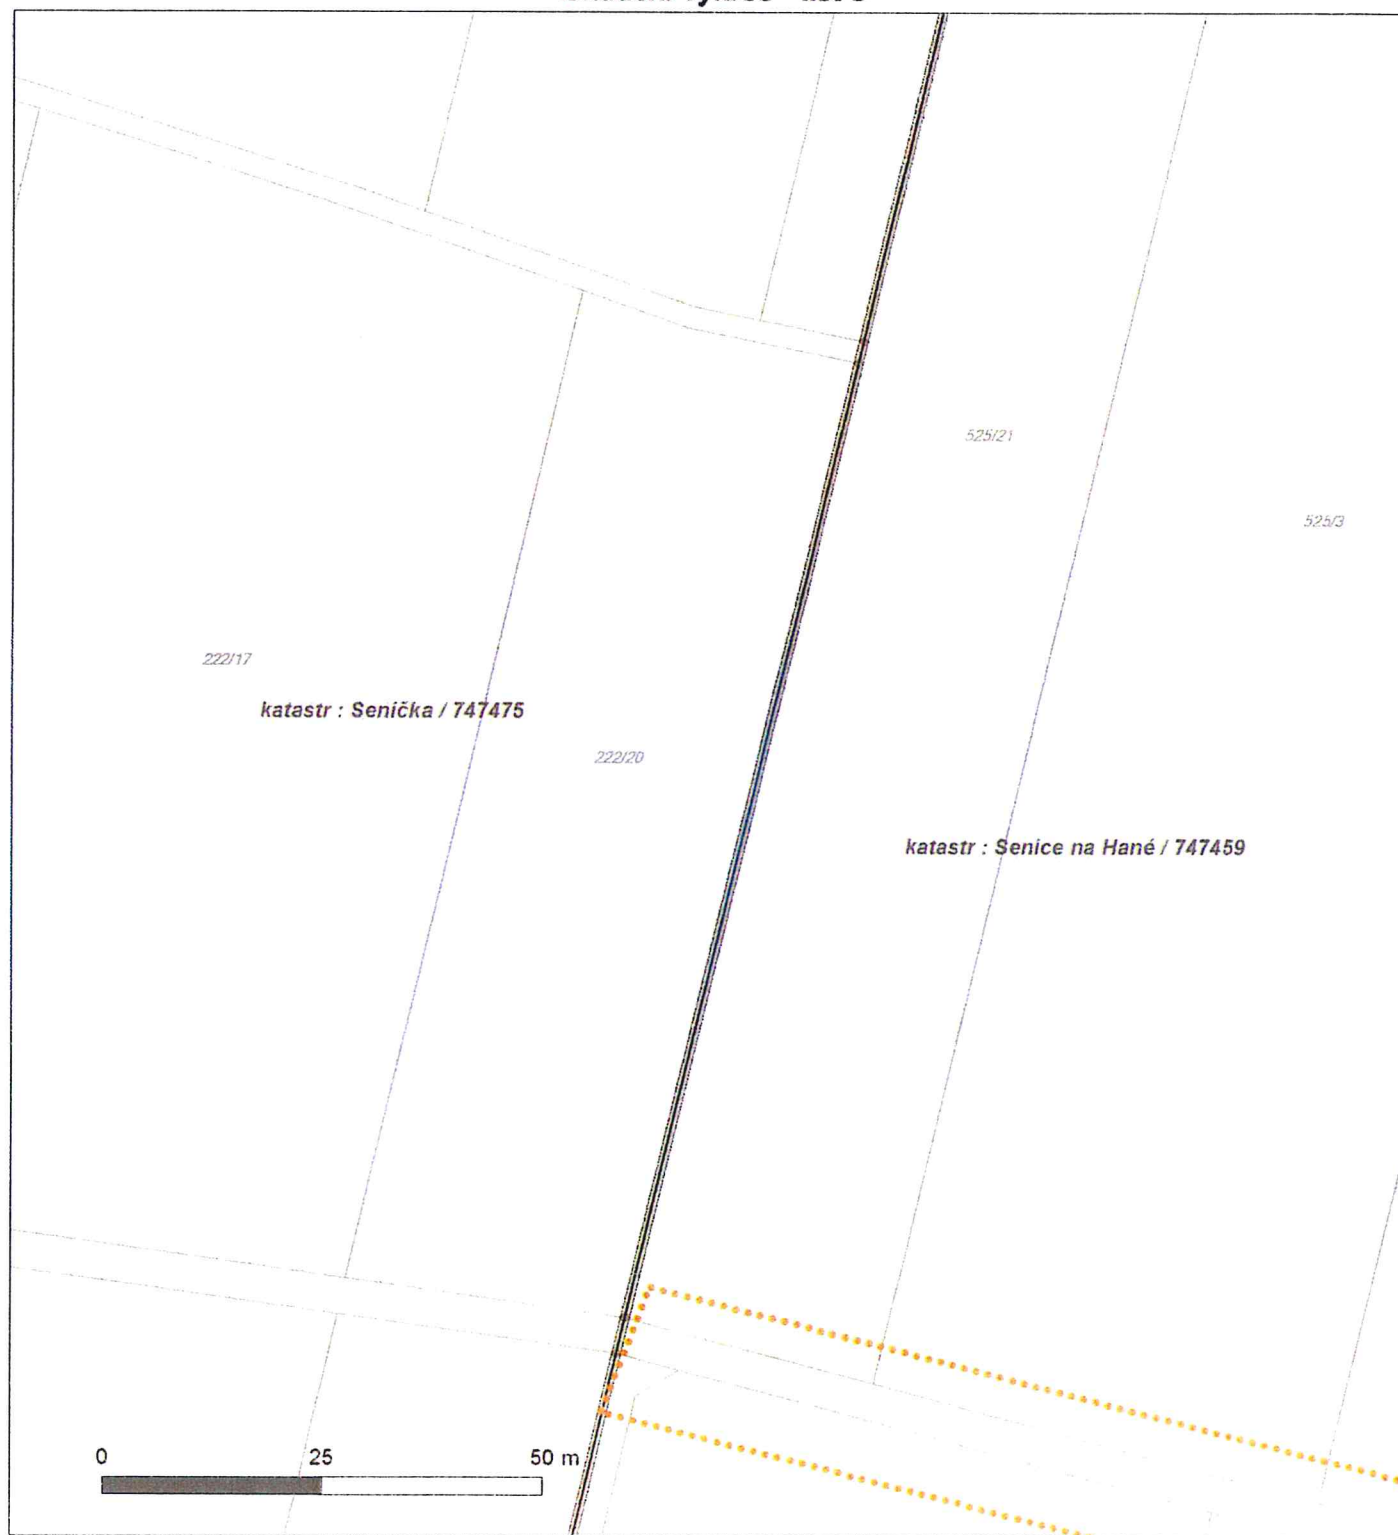 525/21
525/3
222/17
katastr : Senička / 747475
222/20
katastr : Senice na Hané / 747459
0 25 50 m